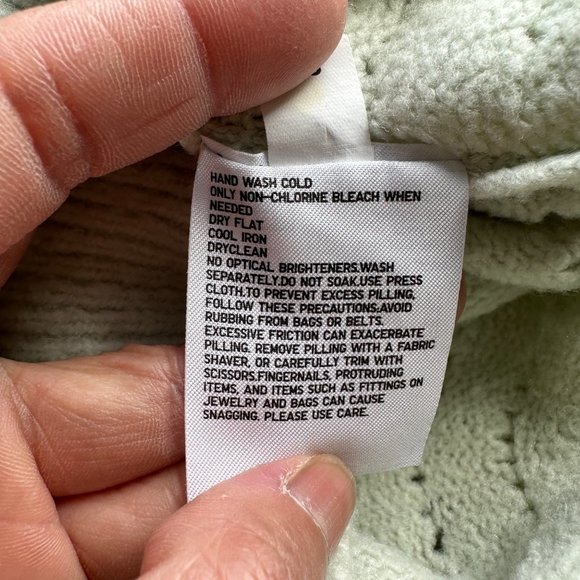 HAND WASH COLD
ONLY NON-CHLORINE BLEACH WHEN
NEEDED
DRY FLAT
COOL IRON
DRYCLEAN
NO OPTICAL BRIGHTENERS.WASH
SEPARATELY.DO NOT SOAK.USE PRESS
CLOTH.TO PREVENT EXCESS PILLING,
FOLLOW THESE PRECAUTIONS.AVOID
RUBBING FROM BAGS OR BELTS.
EXCESSIVE FRICTION CAN EXACERBATE
PILLING. REMOVE PILLING WITH A FABRIC
SHAVER, OR CAREFULLY TRIM WITH
SCISSORS.FINGERNAILS, PROTRUDING
ITEMS, AND ITEMS SUCH AS FITTINGS ON
JEWELRY AND BAGS CAN CAUSE
SNAGGING. PLEASE USE CARE.